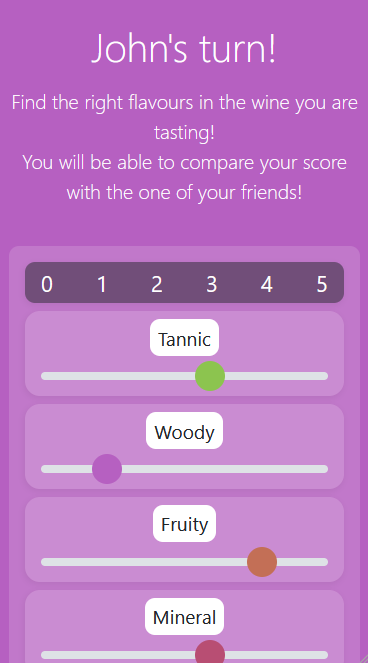 John's turn!
Find the right flavours in the wine you are
tasting!
You will be able to compare your score
with the one of your friends!
0 1 2 3 4 5
Tannic
Woody
Fruity
Mineral